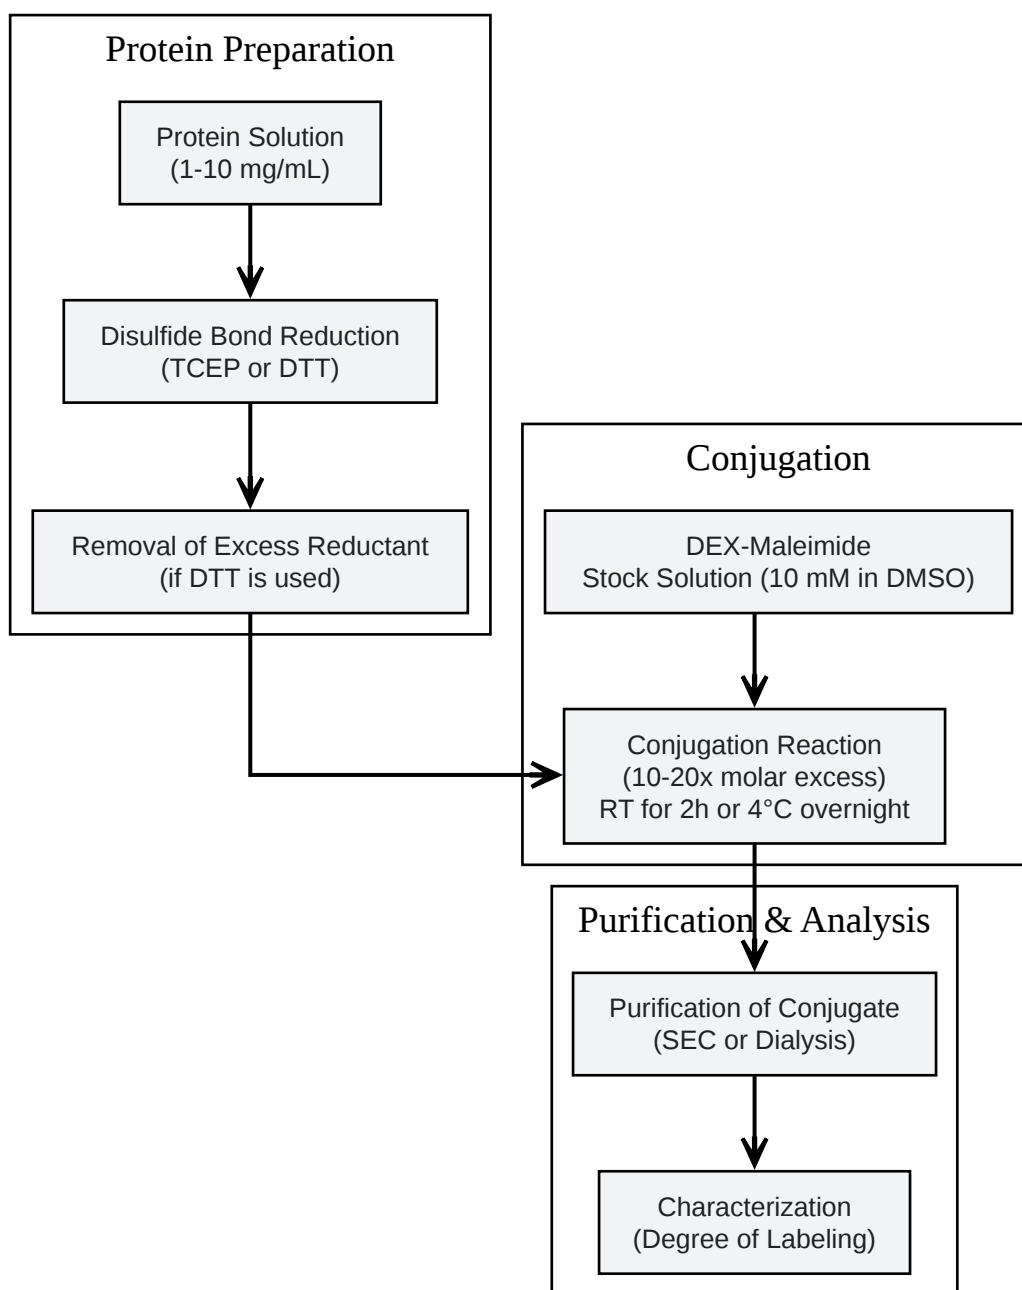 Protein Preparation
Protein Solution
(1-10 mg/mL)
Disulfide Bond Reduction
(TCEP or DTT)
Removal of Excess Reductant
(if DTT is used)
Conjugation
DEX-Maleimide
Stock Solution (10 mM in DMSO)
Conjugation Reaction
(10-20x molar excess)
RT for 2h or 4°C overnight
Purification & Analysis
Purification of Conjugate
(SEC or Dialysis)
Characterization
(Degree of Labeling)